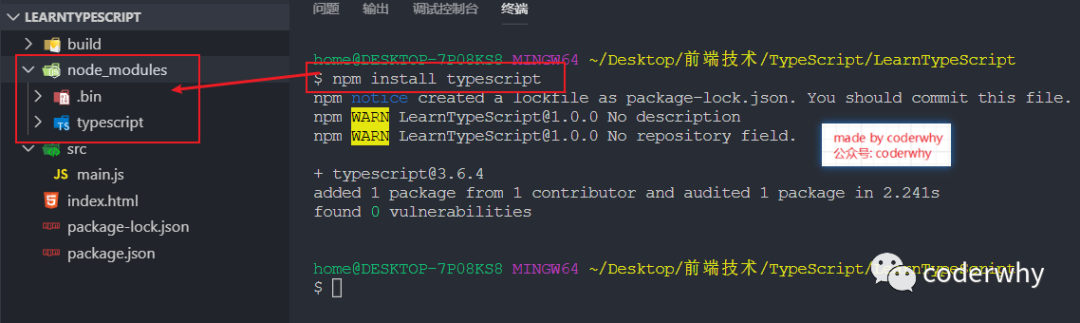 LEARNTYPESCRIPT
build
node_modules
.bin
typescript
src
main.js
index.html
package-lock.json
package.json
问题 输出 调试控制台 终端
home@DESKTOP-7P08KS8 MINGW64 ~/Desktop/前端技术/TypeScript/LearnTypeScript
$ npm install typescript
npm notice created a lockfile as package-lock.json. You should commit this file.
npm WARN LearnTypeScript@1.0.0 No description
npm WARN LearnTypeScript@1.0.0 No repository field.
made by coderwhy
公众号: coderwhy
+ typescript@3.6.4
added 1 package from 1 contributor and audited 1 package in 2.241s
found 0 vulnerabilities
home@DESKTOP-7P08KS8 MINGW64 ~/Desktop/前端技术/TypeScript/LearnTypeScript
$
coderwhy